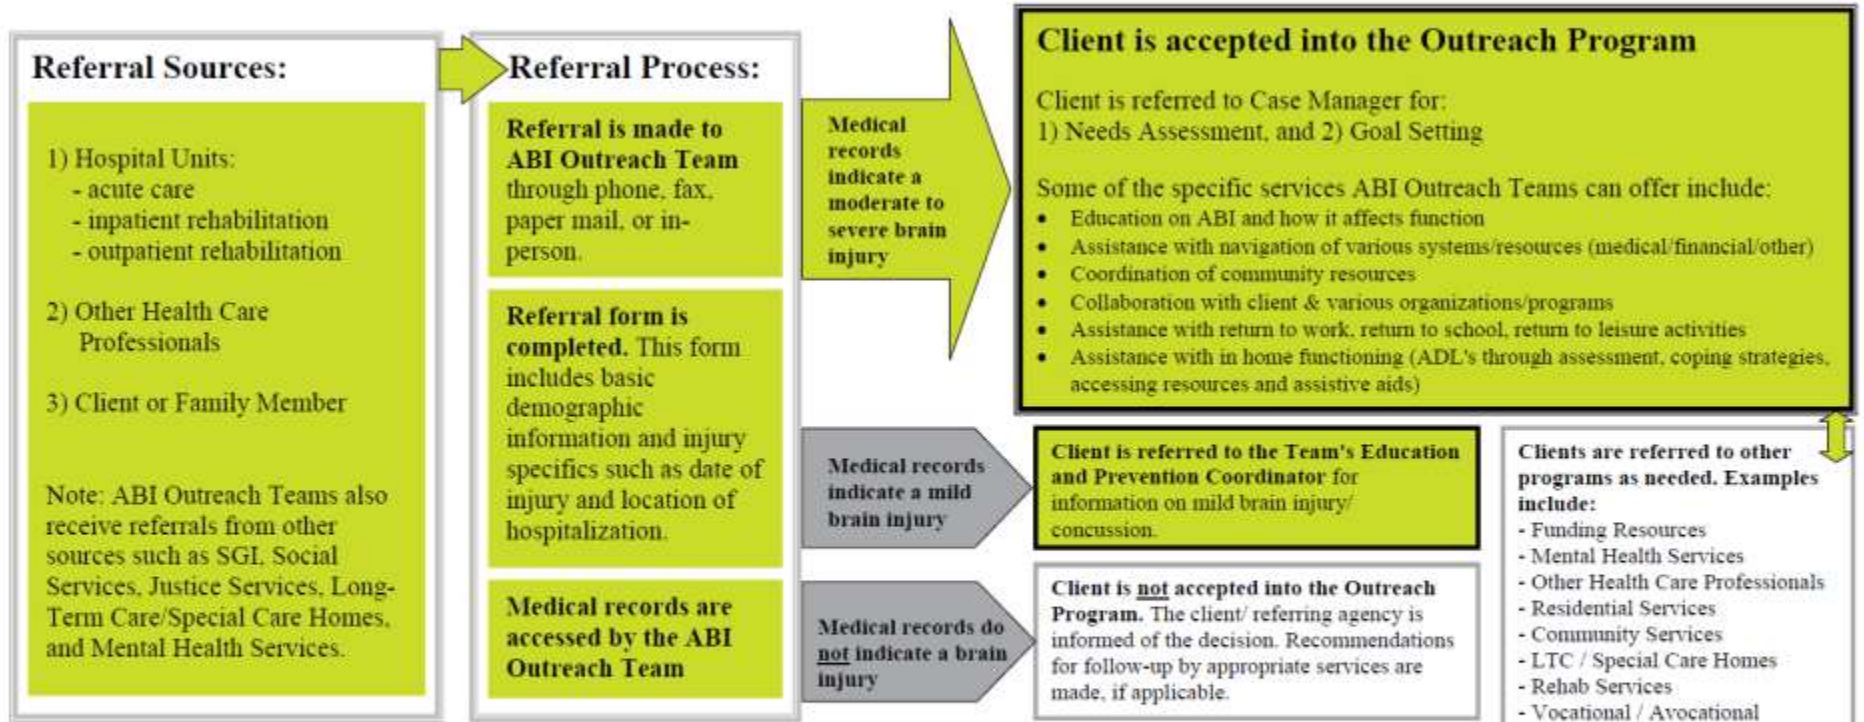 Referral Sources:
1) Hospital Units:
- acute care
- inpatient rehabilitation
- outpatient rehabilitation
2) Other Health Care
Professionals
3) Client or Family Member
Note: ABI Outreach Teams also
receive referrals from other
sources such as SGI, Social
Services, Justice Services, Long-
Term Care/Special Care Homes,
and Mental Health Services.
Referral Process:
Referral is made to
ABI Outreach Team
through phone, fax,
paper mail, or in-
person.
Referral form is
completed. This form
includes basic
demographic
information and injury
specifics such as date of
injury and location of
hospitalization.
Medical records are
accessed by the ABI
Outreach Team
Medical
records
indicate a
moderate to
severe brain
injury
Client is accepted into the Outreach Program
Client is referred to Case Manager for:
1) Needs Assessment, and 2) Goal Setting
Some of the specific services ABI Outreach Teams can offer include:
• Education on ABI and how it affects function
• Assistance with navigation of various systems/resources (medical/financial/other)
• Coordination of community resources
• Collaboration with client & various organizations/programs
• Assistance with return to work, return to school, return to leisure activities
• Assistance with in home functioning (ADL's through assessment, coping strategies,
accessing resources and assistive aids)
Medical records
indicate a mild
brain injury
Client is referred to the Team's Education
and Prevention Coordinator for
information on mild brain injury/
concussion.
Medical records do
not indicate a brain
injury
Client is not accepted into the Outreach
Program. The client/ referring agency is
informed of the decision. Recommendations
for follow-up by appropriate services are
made, if applicable.
Clients are referred to other
programs as needed. Examples
include:
- Funding Resources
- Mental Health Services
- Other Health Care Professionals
- Residential Services
- Community Services
- LTC / Special Care Homes
- Rehab Services
- Vocational / Avocational